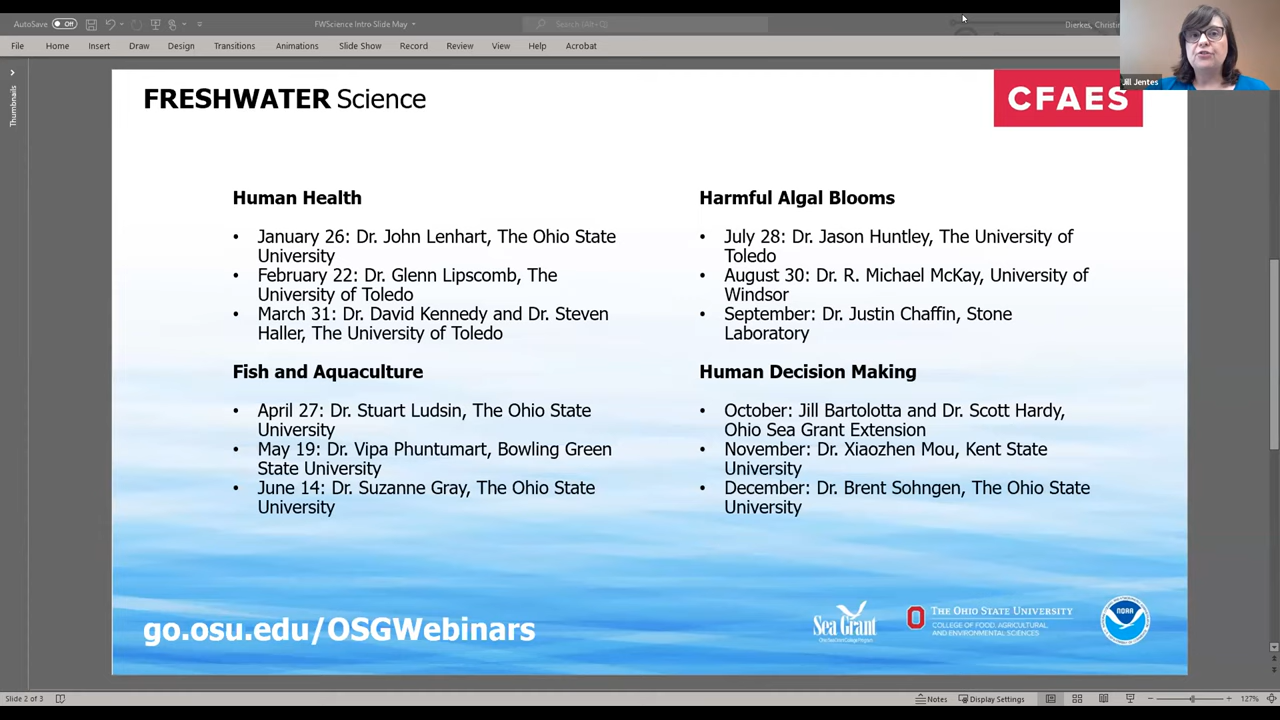 AutoSave Off
FWScience Intro Slide May
Search (Alt+Q)
Dierkes, Christin
File Home Insert Draw Design Transitions Animations Slide Show Record Review View Help Acrobat
Jill Jentes
Thumbnails
FRESHWATER Science
CFAES
Human Health
• January 26: Dr. John Lenhart, The Ohio State
University
• February 22: Dr. Glenn Lipscomb, The
University of Toledo
• March 31: Dr. David Kennedy and Dr. Steven
Haller, The University of Toledo
Fish and Aquaculture
• April 27: Dr. Stuart Ludsin, The Ohio State
University
• May 19: Dr. Vipa Phuntumart, Bowling Green
State University
• June 14: Dr. Suzanne Gray, The Ohio State
University
Harmful Algal Blooms
• July 28: Dr. Jason Huntley, The University of
Toledo
• August 30: Dr. R. Michael McKay, University of
Windsor
• September: Dr. Justin Chaffin, Stone
Laboratory
Human Decision Making
• October: Jill Bartolotta and Dr. Scott Hardy,
Ohio Sea Grant Extension
• November: Dr. Xiaozhen Mou, Kent State
University
• December: Dr. Brent Sohngen, The Ohio State
University
go.osu.edu/OSGWebinars
Sea Grant
THE OHIO STATE UNIVERSITY
COLLEGE OF FOOD, AGRICULTURAL,
AND ENVIRONMENTAL SCIENCES
NOAA
Slide 2 of 3
Notes
Display Settings
127%